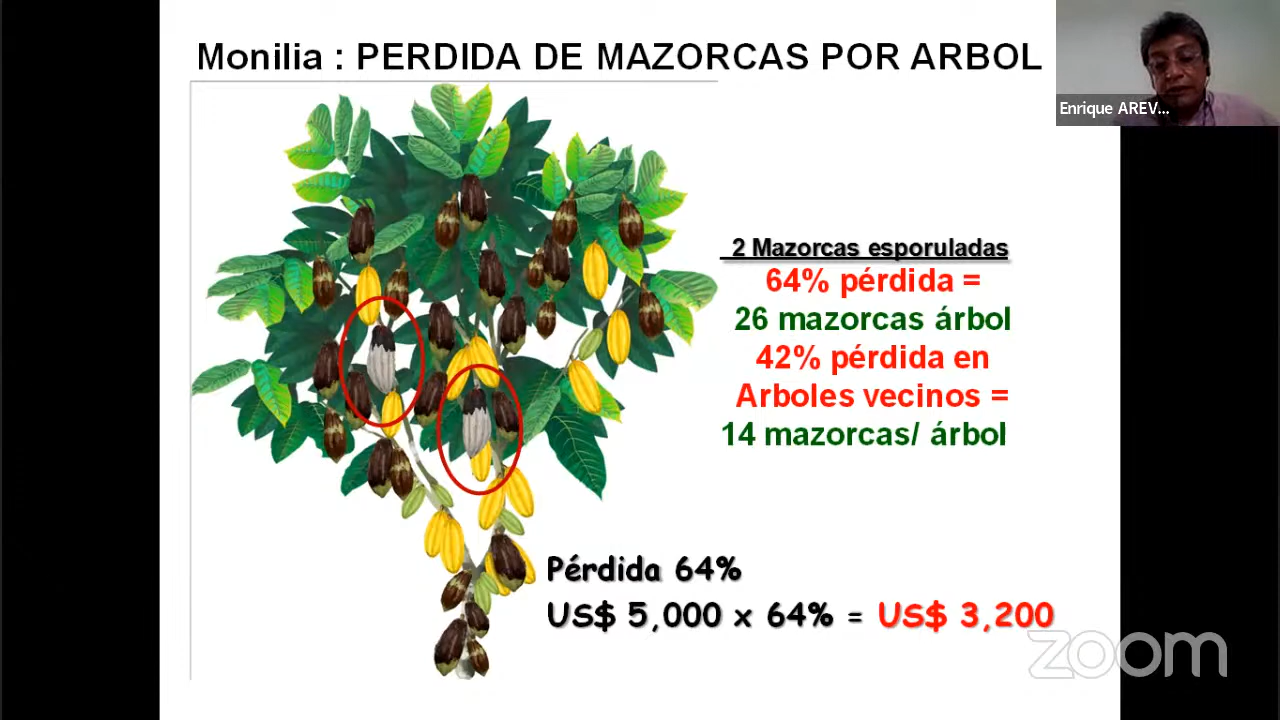 Monilia : PERDIDA DE MAZORCAS POR ARBOL
Enrique AREV...
2 Mazorcas esporuladas
64% pérdida =
26 mazorcas árbol
42% pérdida en
Arboles vecinos =
14 mazorcas/ árbol
Pérdida 64%
US$ 5,000 x 64% = US$ 3,200
zoom